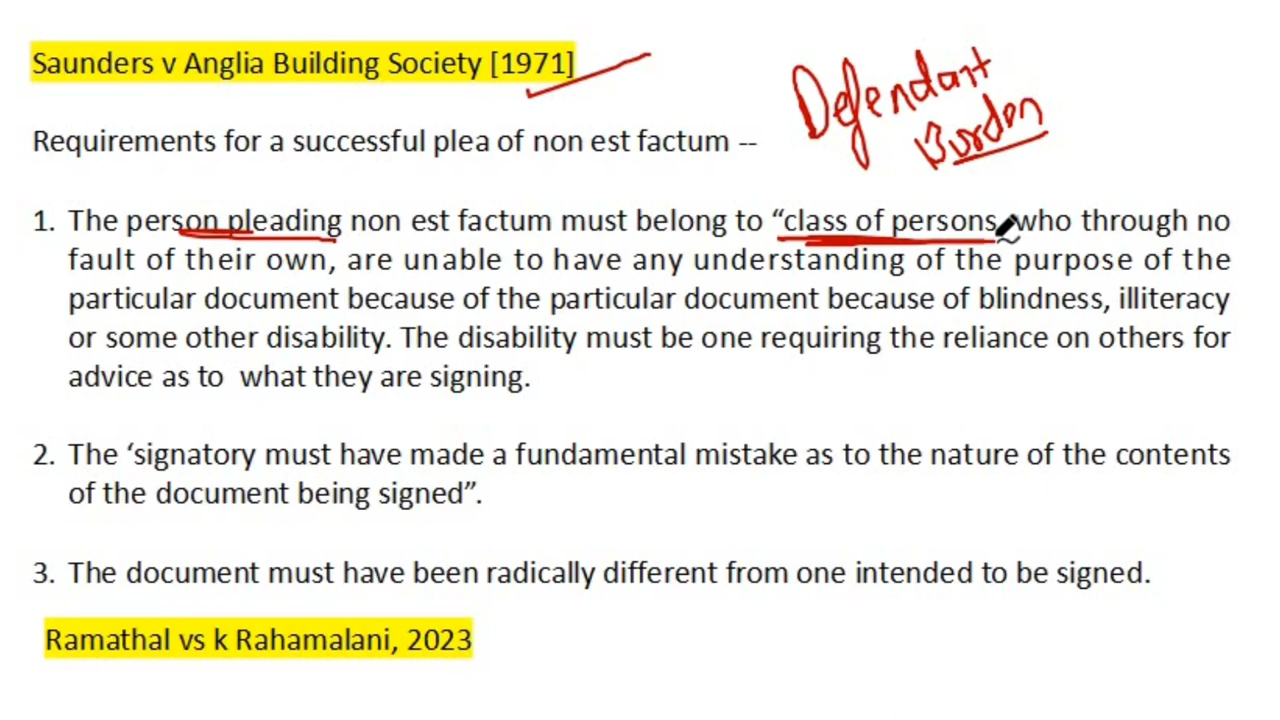 Saunders v Anglia Building Society [1971]
Defendant
Burden
Requirements for a successful plea of non est factum --
1. The person pleading non est factum must belong to “class of persons who through no
fault of their own, are unable to have any understanding of the purpose of the
particular document because of the particular document because of blindness, illiteracy
or some other disability. The disability must be one requiring the reliance on others for
advice as to what they are signing.
2. The ‘signatory must have made a fundamental mistake as to the nature of the contents
of the document being signed”.
3. The document must have been radically different from one intended to be signed.
Ramathal vs k Rahamalani, 2023